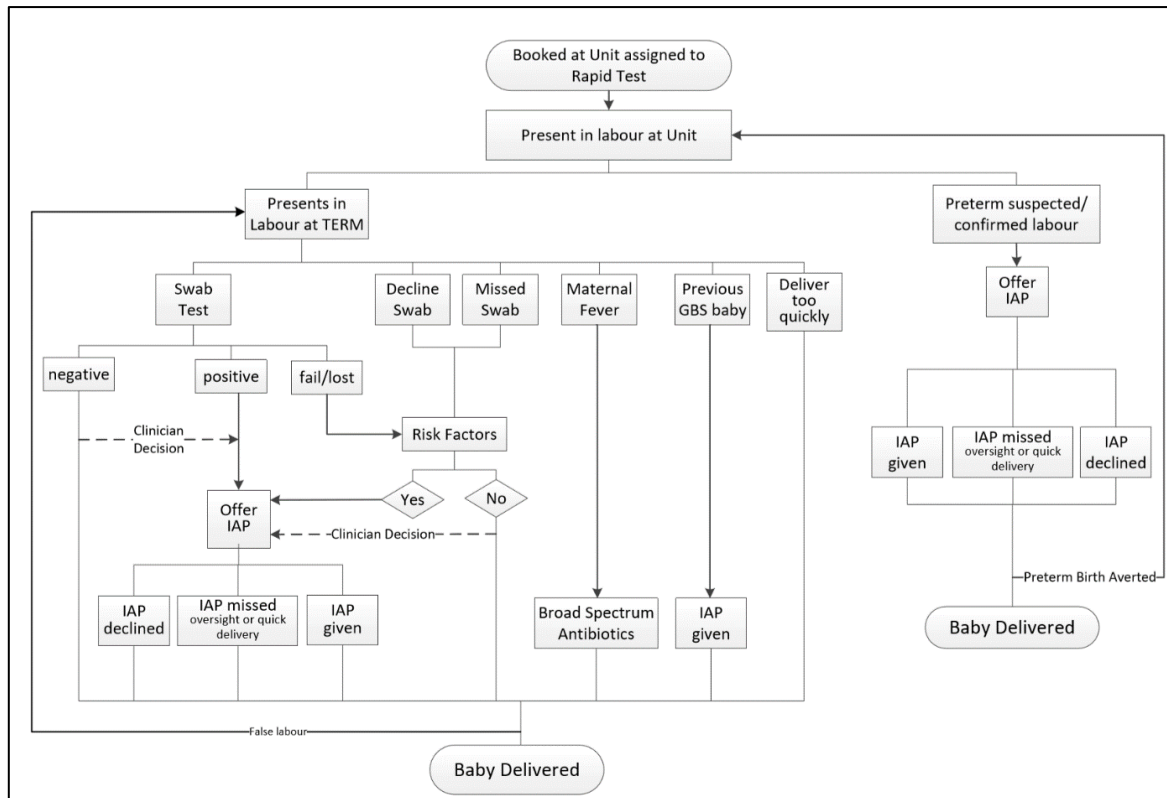 Booked at Unit assigned to
Rapid Test
Present in labour at Unit
Presents in
Labour at TERM
Preterm suspected/
confirmed labour
Swab
Test
Decline
Swab
Missed
Swab
Maternal
Fever
Previous
GBS baby
Deliver
too
quickly
Offer
IAP
negative
positive
fail/lost
Clinician
Decision
Risk Factors
Yes
No
Offer
IAP
Clinician Decision
IAP
given
IAP missed
oversight or quick
delivery
IAP
declined
IAP
declined
IAP missed
oversight or quick
delivery
IAP
given
Broad Spectrum
Antibiotics
IAP
given
Preterm Birth Averted
Baby Delivered
False labour
Baby Delivered